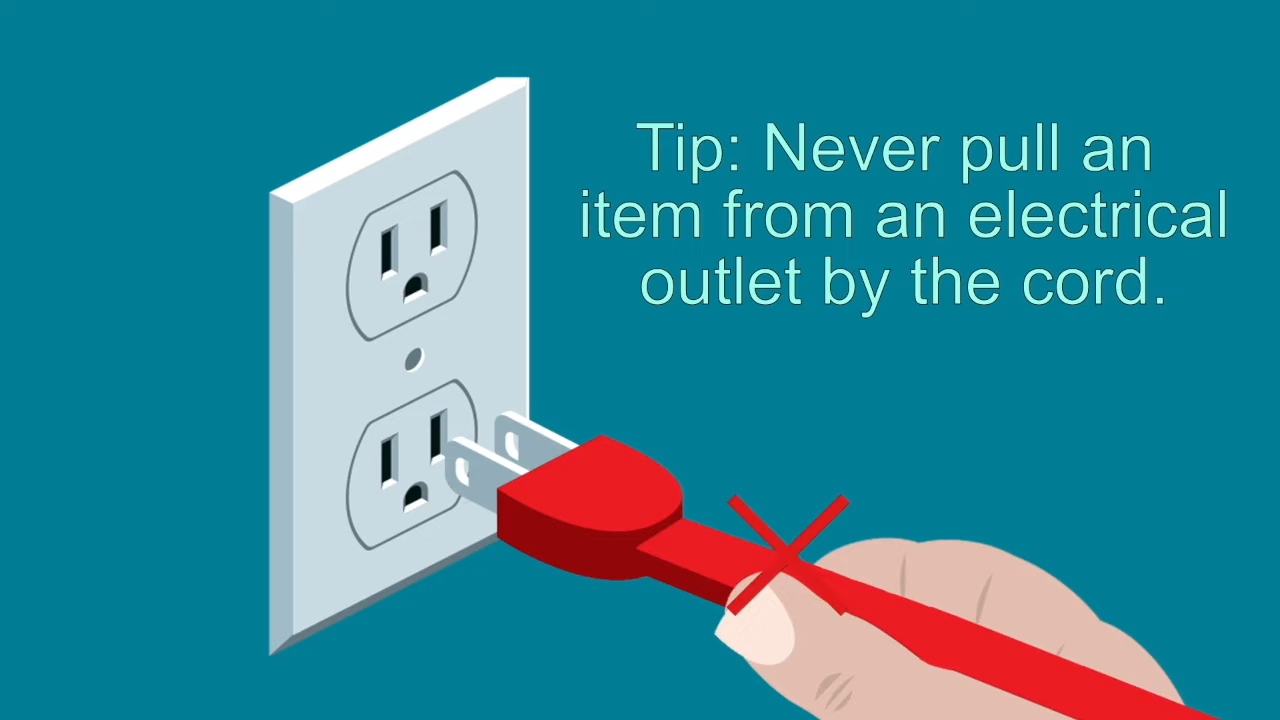 Tip: Never pull an
item from an electrical
outlet by the cord.